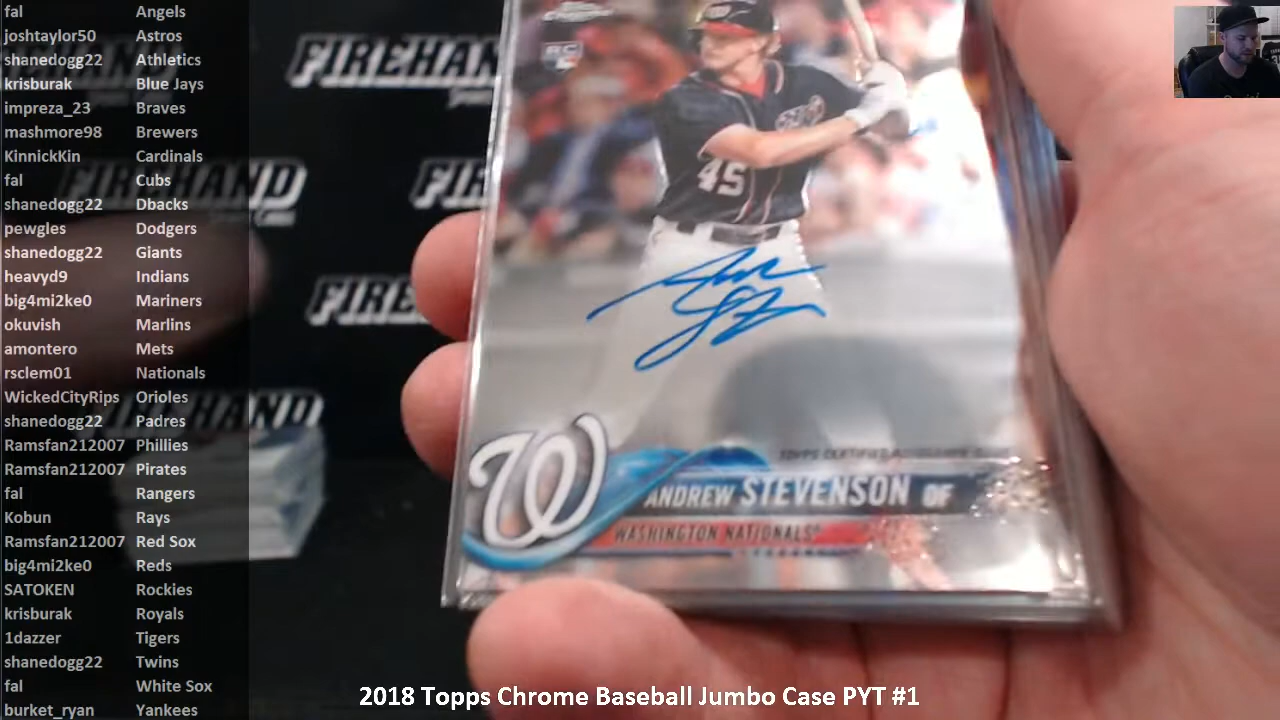 fal Angels
joshtaylor50 Astros
shanedogg22 Athletics
krisburak Blue Jays
impreza_23 Braves
mashmore98 Brewers
KinnickKin Cardinals
fal Cubs
shanedogg22 Dbacks
pewgles Dodgers
shanedogg22 Giants
heavyd9 Indians
big4mi2ke0 Mariners
okuvish Marlins
amontero Mets
rsclem01 Nationals
WickedCityRips Orioles
shanedogg22 Padres
Ramsfan212007 Phillies
Ramsfan212007 Pirates
fal Rangers
Kobun Rays
Ramsfan212007 Red Sox
big4mi2ke0 Reds
SATOKEN Rockies
krisburak Royals
1dazzer Tigers
shanedogg22 Twins
fal White Sox
burket_ryan Yankees
FIREHAND
RC
45
W
TOPPS CERTIFIED
ANDREW STEVENSON OF
WASHINGTON NATIONALS
2018 Topps Chrome Baseball Jumbo Case PYT #1